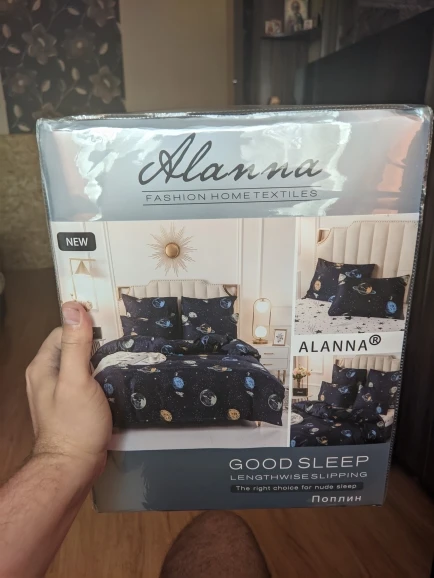 Alanna
FASHION HOME TEXTILES
NEW
ALANNA®
GOOD SLEEP
LENGTHWISE SLIPPING
The right choice for nude sleep
Поплин